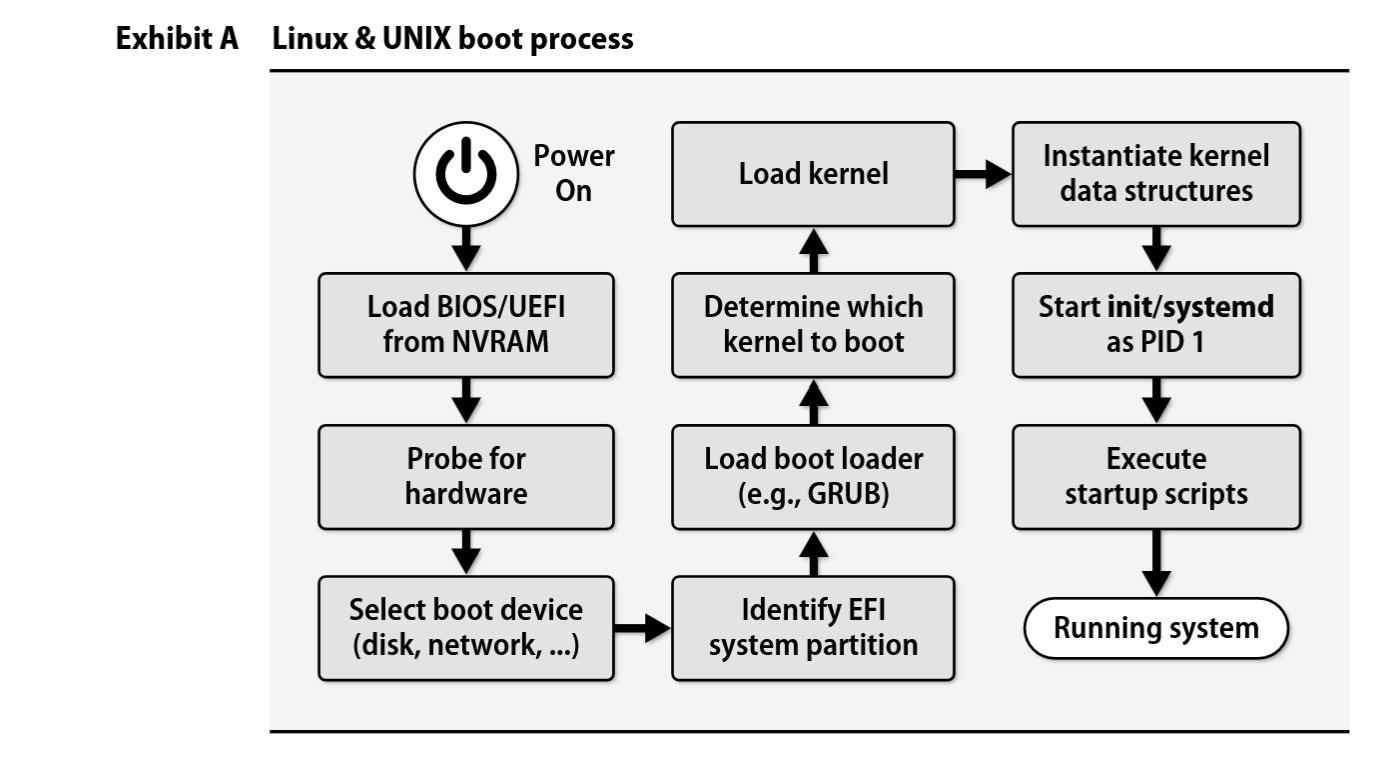 Exhibit A Linux & UNIX boot process
Power
On
Load BIOS/UEFI
from NVRAM
Probe for
hardware
Select boot device
(disk, network, ...)
Identify EFI
system partition
Load boot loader
(e.g., GRUB)
Determine which
kernel to boot
Load kernel
Instantiate kernel
data structures
Start init/systemd
as PID 1
Execute
startup scripts
Running system